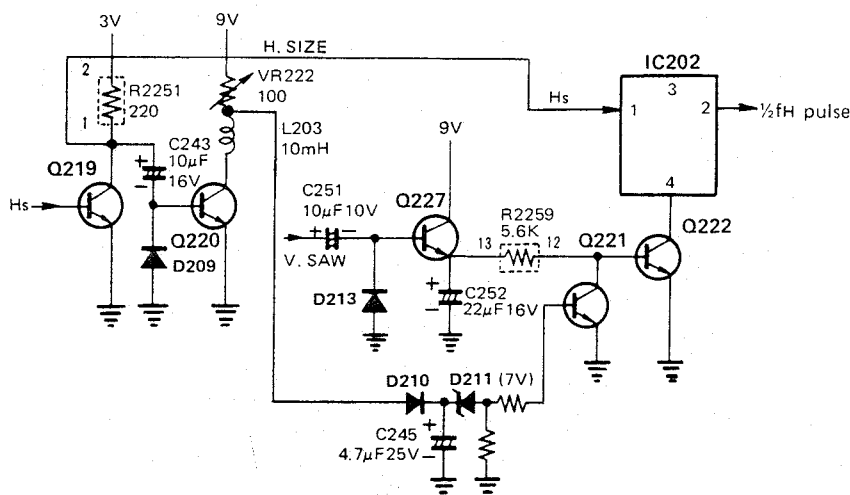 3V
9V
H. SIZE
2
R2251
220
1
VR222
100
IC202
3
Hs
1
2
½fH pulse
4
C243
10μF
16V
+
-
L203
10mH
9V
Q219
Hs
Q220
D209
C251
10μF10V
+ -
V. SAW
Q227
R2259
5.6K
13
12
Q221
Q222
D213
+
-
C252
22μF16V
D210
D211
(7V)
+
C245
4.7μF25V
-